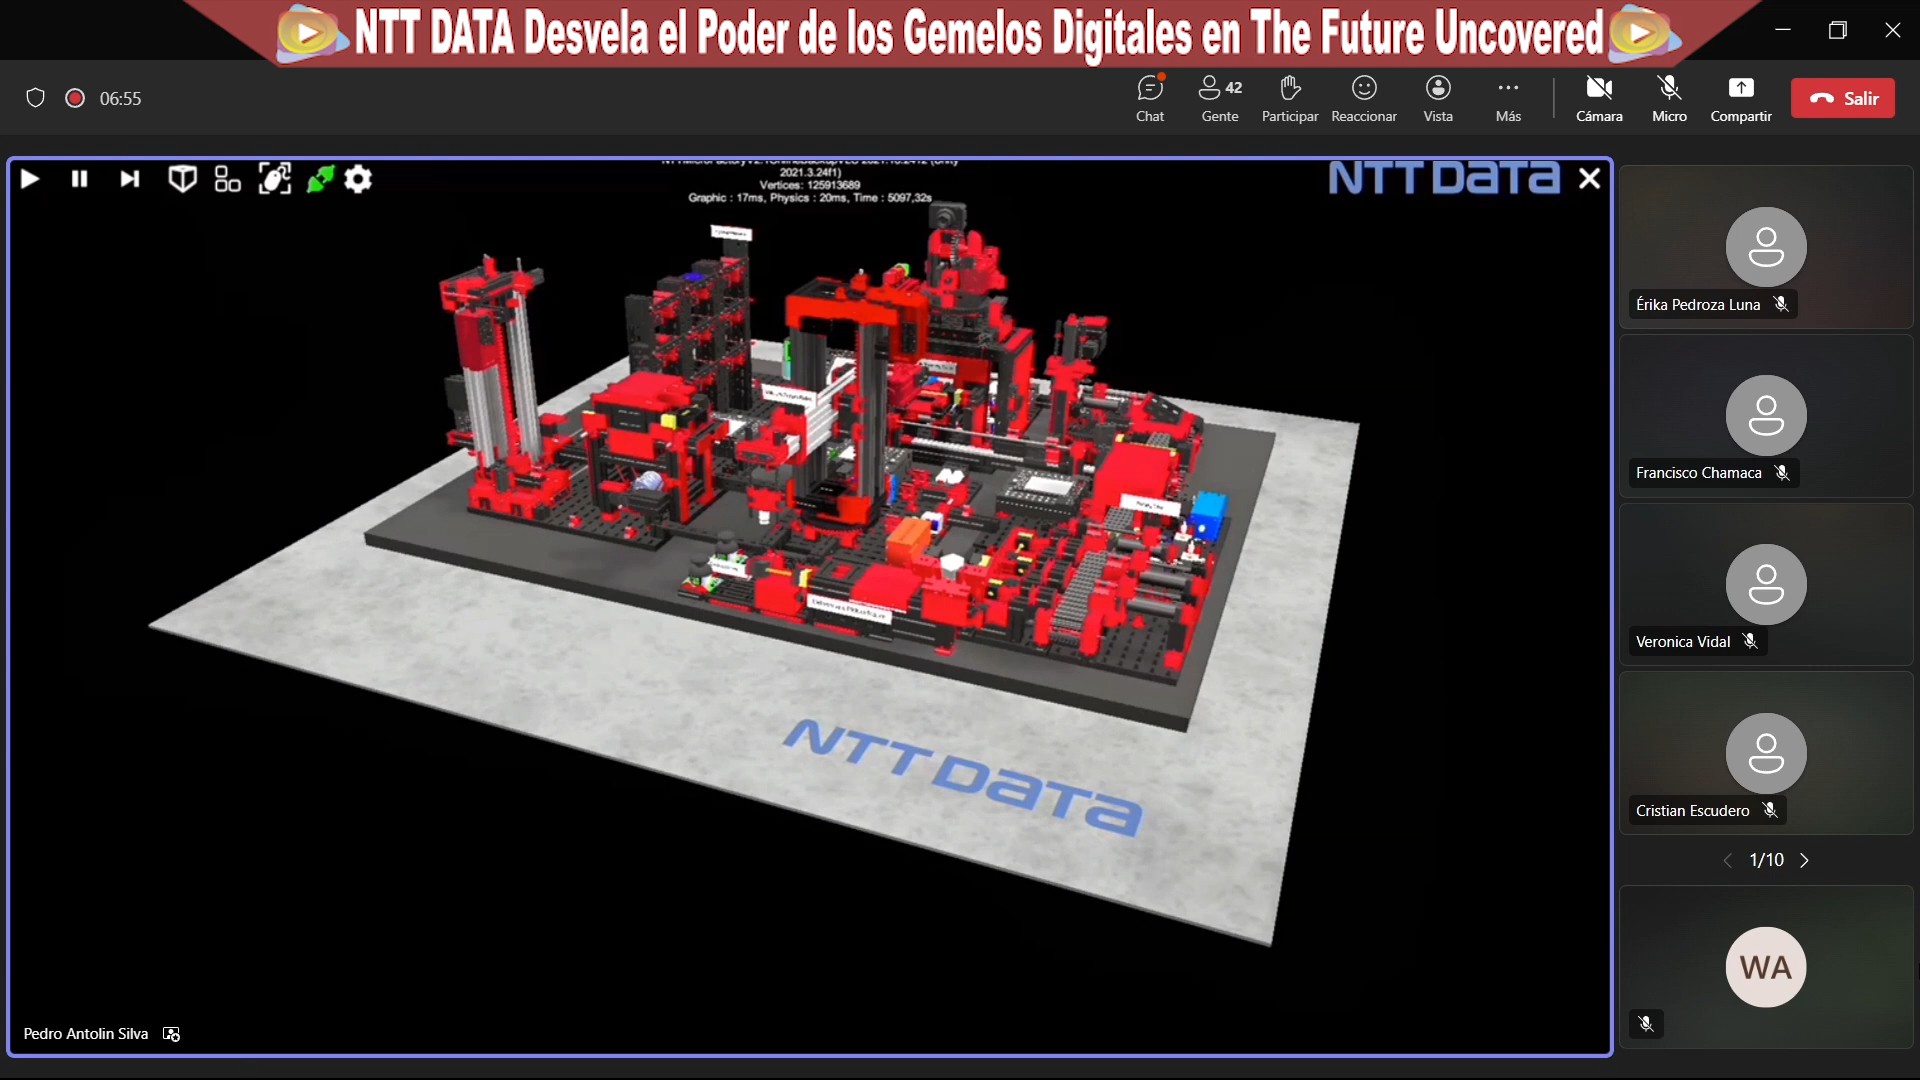 NTT DATA Desvela el Poder de los Gemelos Digitales en The Future Uncovered
06:55
Chat
42
Gente
Participar
Reaccionar
Vista
Más
Cámara
Micro
Compartir
Salir
2021.3.24f1)
Vertices: 125913689
Graphic : 17ms, Physics : 20ms, Time : 5097,32s
NTT DATA
NTT DATA
Pedro Antolin Silva
Érika Pedroza Luna
Francisco Chamaca
Veronica Vidal
Cristian Escudero
1/10
WA